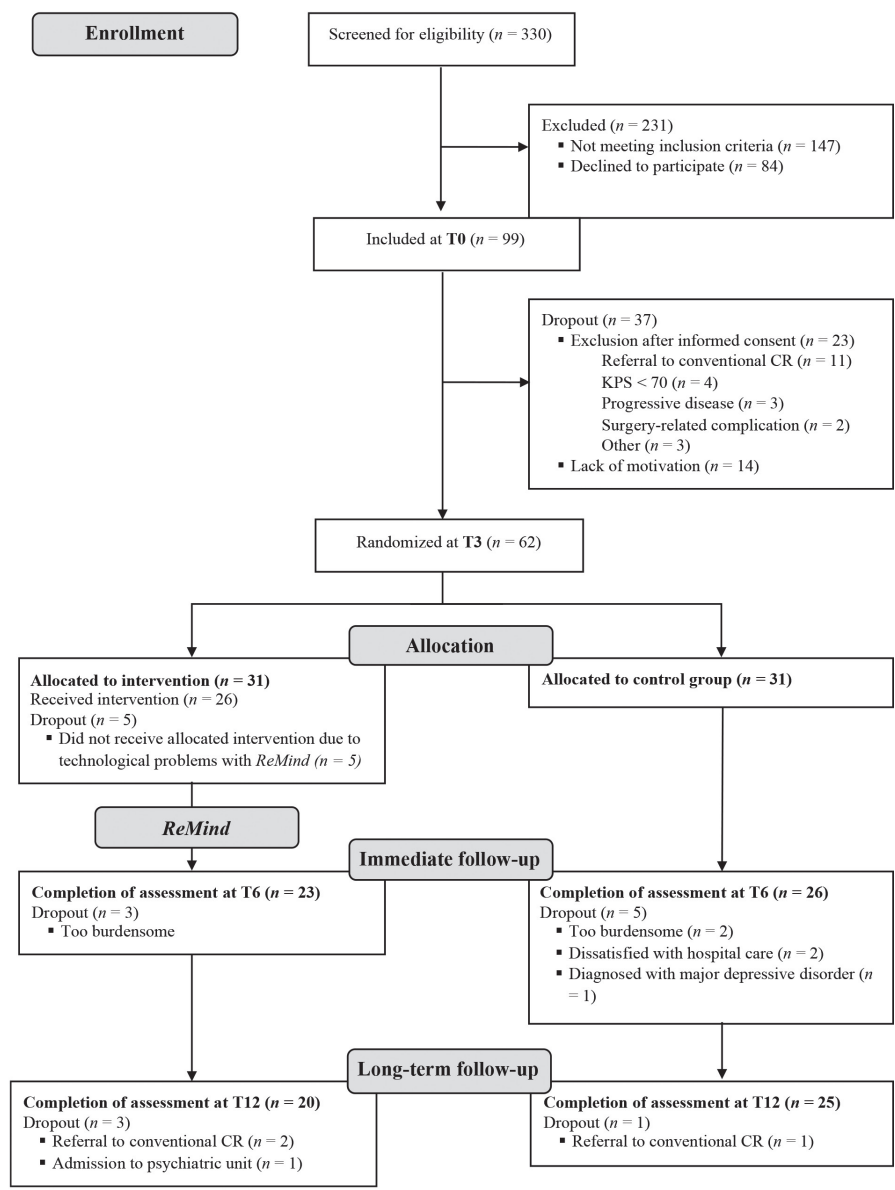 Enrollment
Screened for eligibility (n = 330)
Excluded (n = 231)
▪ Not meeting inclusion criteria (n = 147)
▪ Declined to participate (n = 84)
Included at T0 (n = 99)
Dropout (n = 37)
▪ Exclusion after informed consent (n = 23)
Referral to conventional CR (n = 11)
KPS < 70 (n = 4)
Progressive disease (n = 3)
Surgery-related complication (n = 2)
Other (n = 3)
▪ Lack of motivation (n = 14)
Randomized at T3 (n = 62)
Allocation
Allocated to intervention (n = 31)
Received intervention (n = 26)
Dropout (n = 5)
▪ Did not receive allocated intervention due to
technological problems with ReMind (n = 5)
Allocated to control group (n = 31)
ReMind
Immediate follow-up
Completion of assessment at T6 (n = 23)
Dropout (n = 3)
▪ Too burdensome
Completion of assessment at T6 (n = 26)
Dropout (n = 5)
▪ Too burdensome (n = 2)
▪ Dissatisfied with hospital care (n = 2)
▪ Diagnosed with major depressive disorder (n
= 1)
Long-term follow-up
Completion of assessment at T12 (n = 20)
Dropout (n = 3)
▪ Referral to conventional CR (n = 2)
▪ Admission to psychiatric unit (n = 1)
Completion of assessment at T12 (n = 25)
Dropout (n = 1)
▪ Referral to conventional CR (n = 1)